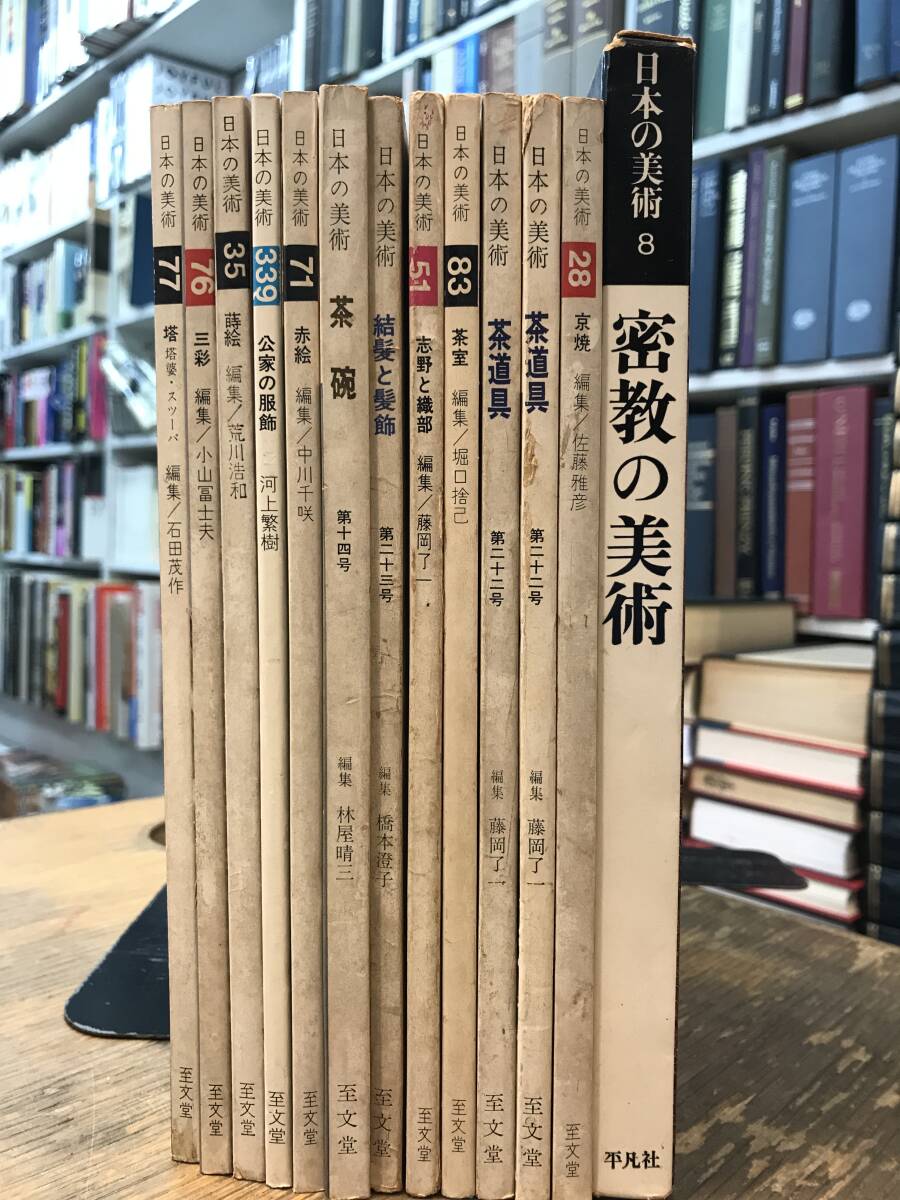 日本の美術 77 塔 塔婆・スツーパ 編集/石田茂作 至文堂
日本の美術 76 三彩 編集/小山冨士夫 至文堂
日本の美術 35 蒔絵 編集/荒川浩和 至文堂
日本の美術 339 公家の服飾 河上繁樹 至文堂
日本の美術 71 赤絵 編集/中川千咲 至文堂
日本の美術 茶碗 第十四号 編集 林屋晴三 至文堂
日本の美術 結髪と髪飾 第二十三号 編集 橋本澄子 至文堂
日本の美術 51 志野と織部 編集/藤岡了一 至文堂
日本の美術 83 茶室 編集/堀口捨己 至文堂
日本の美術 茶道具 第二十二号 編集 藤岡了一 至文堂
日本の美術 茶道具 第二十二号 編集 藤岡了一 至文堂
日本の美術 28 京焼 編集/佐藤雅彦 至文堂
日本の美術 8 密教の美術 平凡社